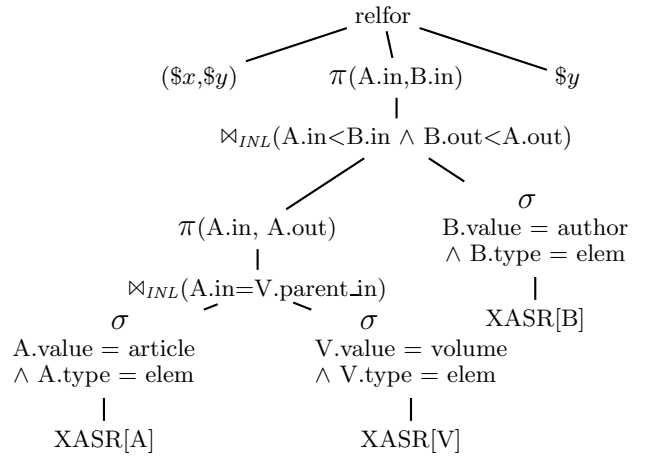 relfor
($x,$y)
π(A.in,B.in)
$y
⋈INL(A.in<B.in ∧ B.out<A.out)
π(A.in, A.out)
σ
B.value = author
∧ B.type = elem
XASR[B]
⋈INL(A.in=V.parent_in)
σ
A.value = article
∧ A.type = elem
XASR[A]
σ
V.value = volume
∧ V.type = elem
XASR[V]